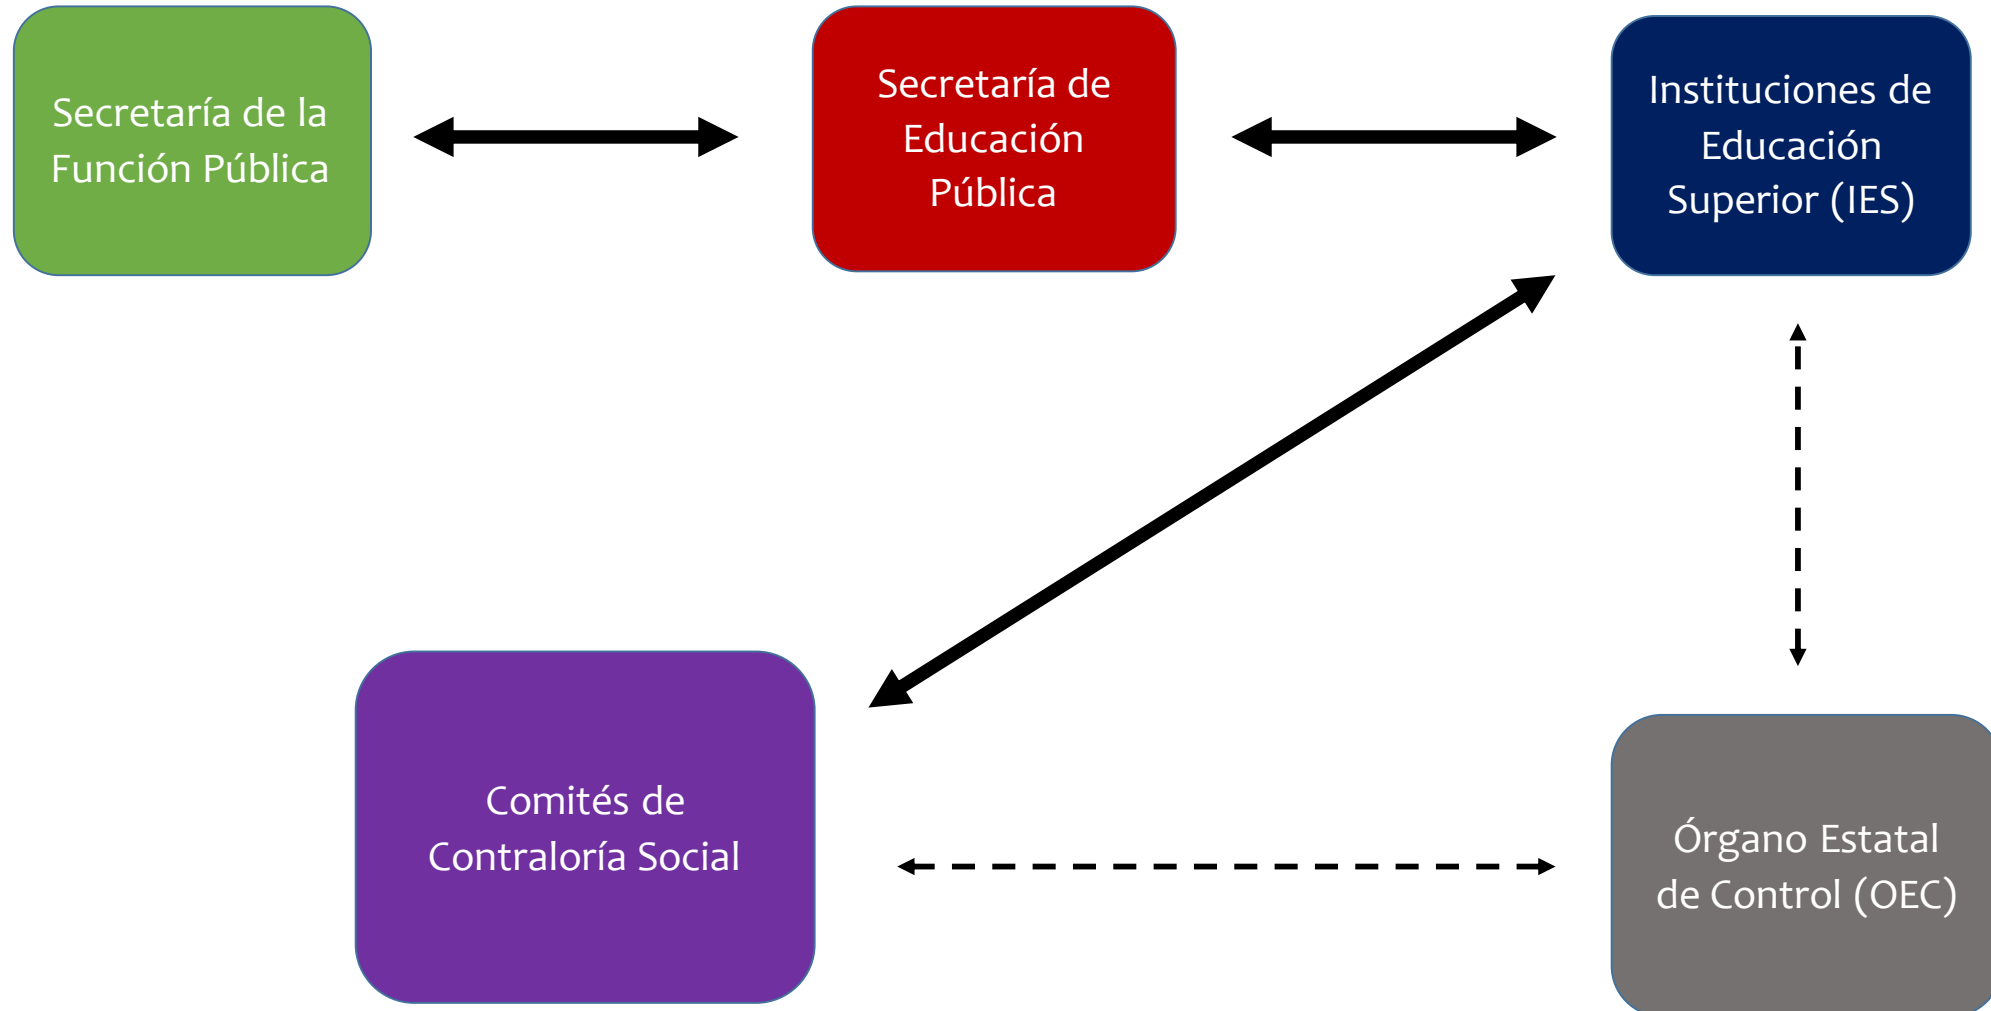 Secretaría de la
Función Pública
Secretaría de
Educación
Pública
Instituciones de
Educación
Superior (IES)
Comités de
Contraloría Social
Órgano Estatal
de Control (OEC)